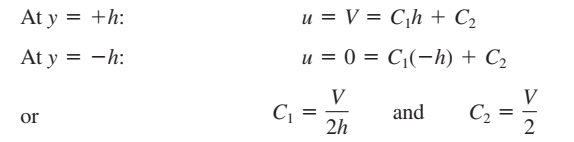 At y = +h: u = V = C₁h + C₂
At y = −h: u = 0 = C₁(−h) + C₂
or C₁ = V/2h and C₂ = V/2